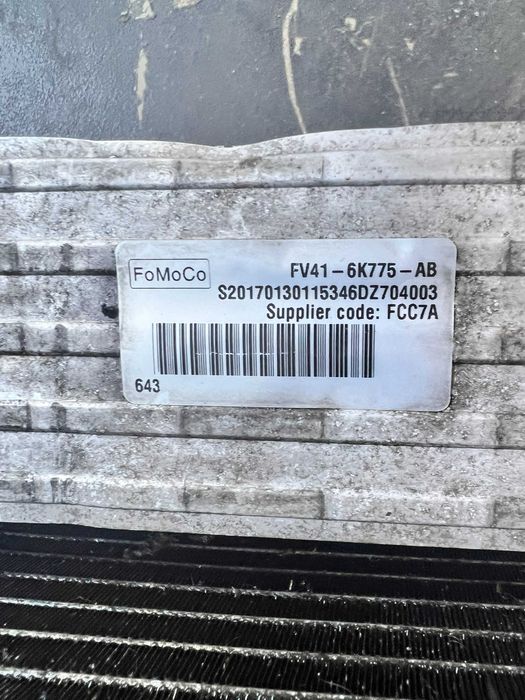 FoMoCo
FV41-6K775-AB
S20170130115346DZ704003
Supplier code: FCC7A
643